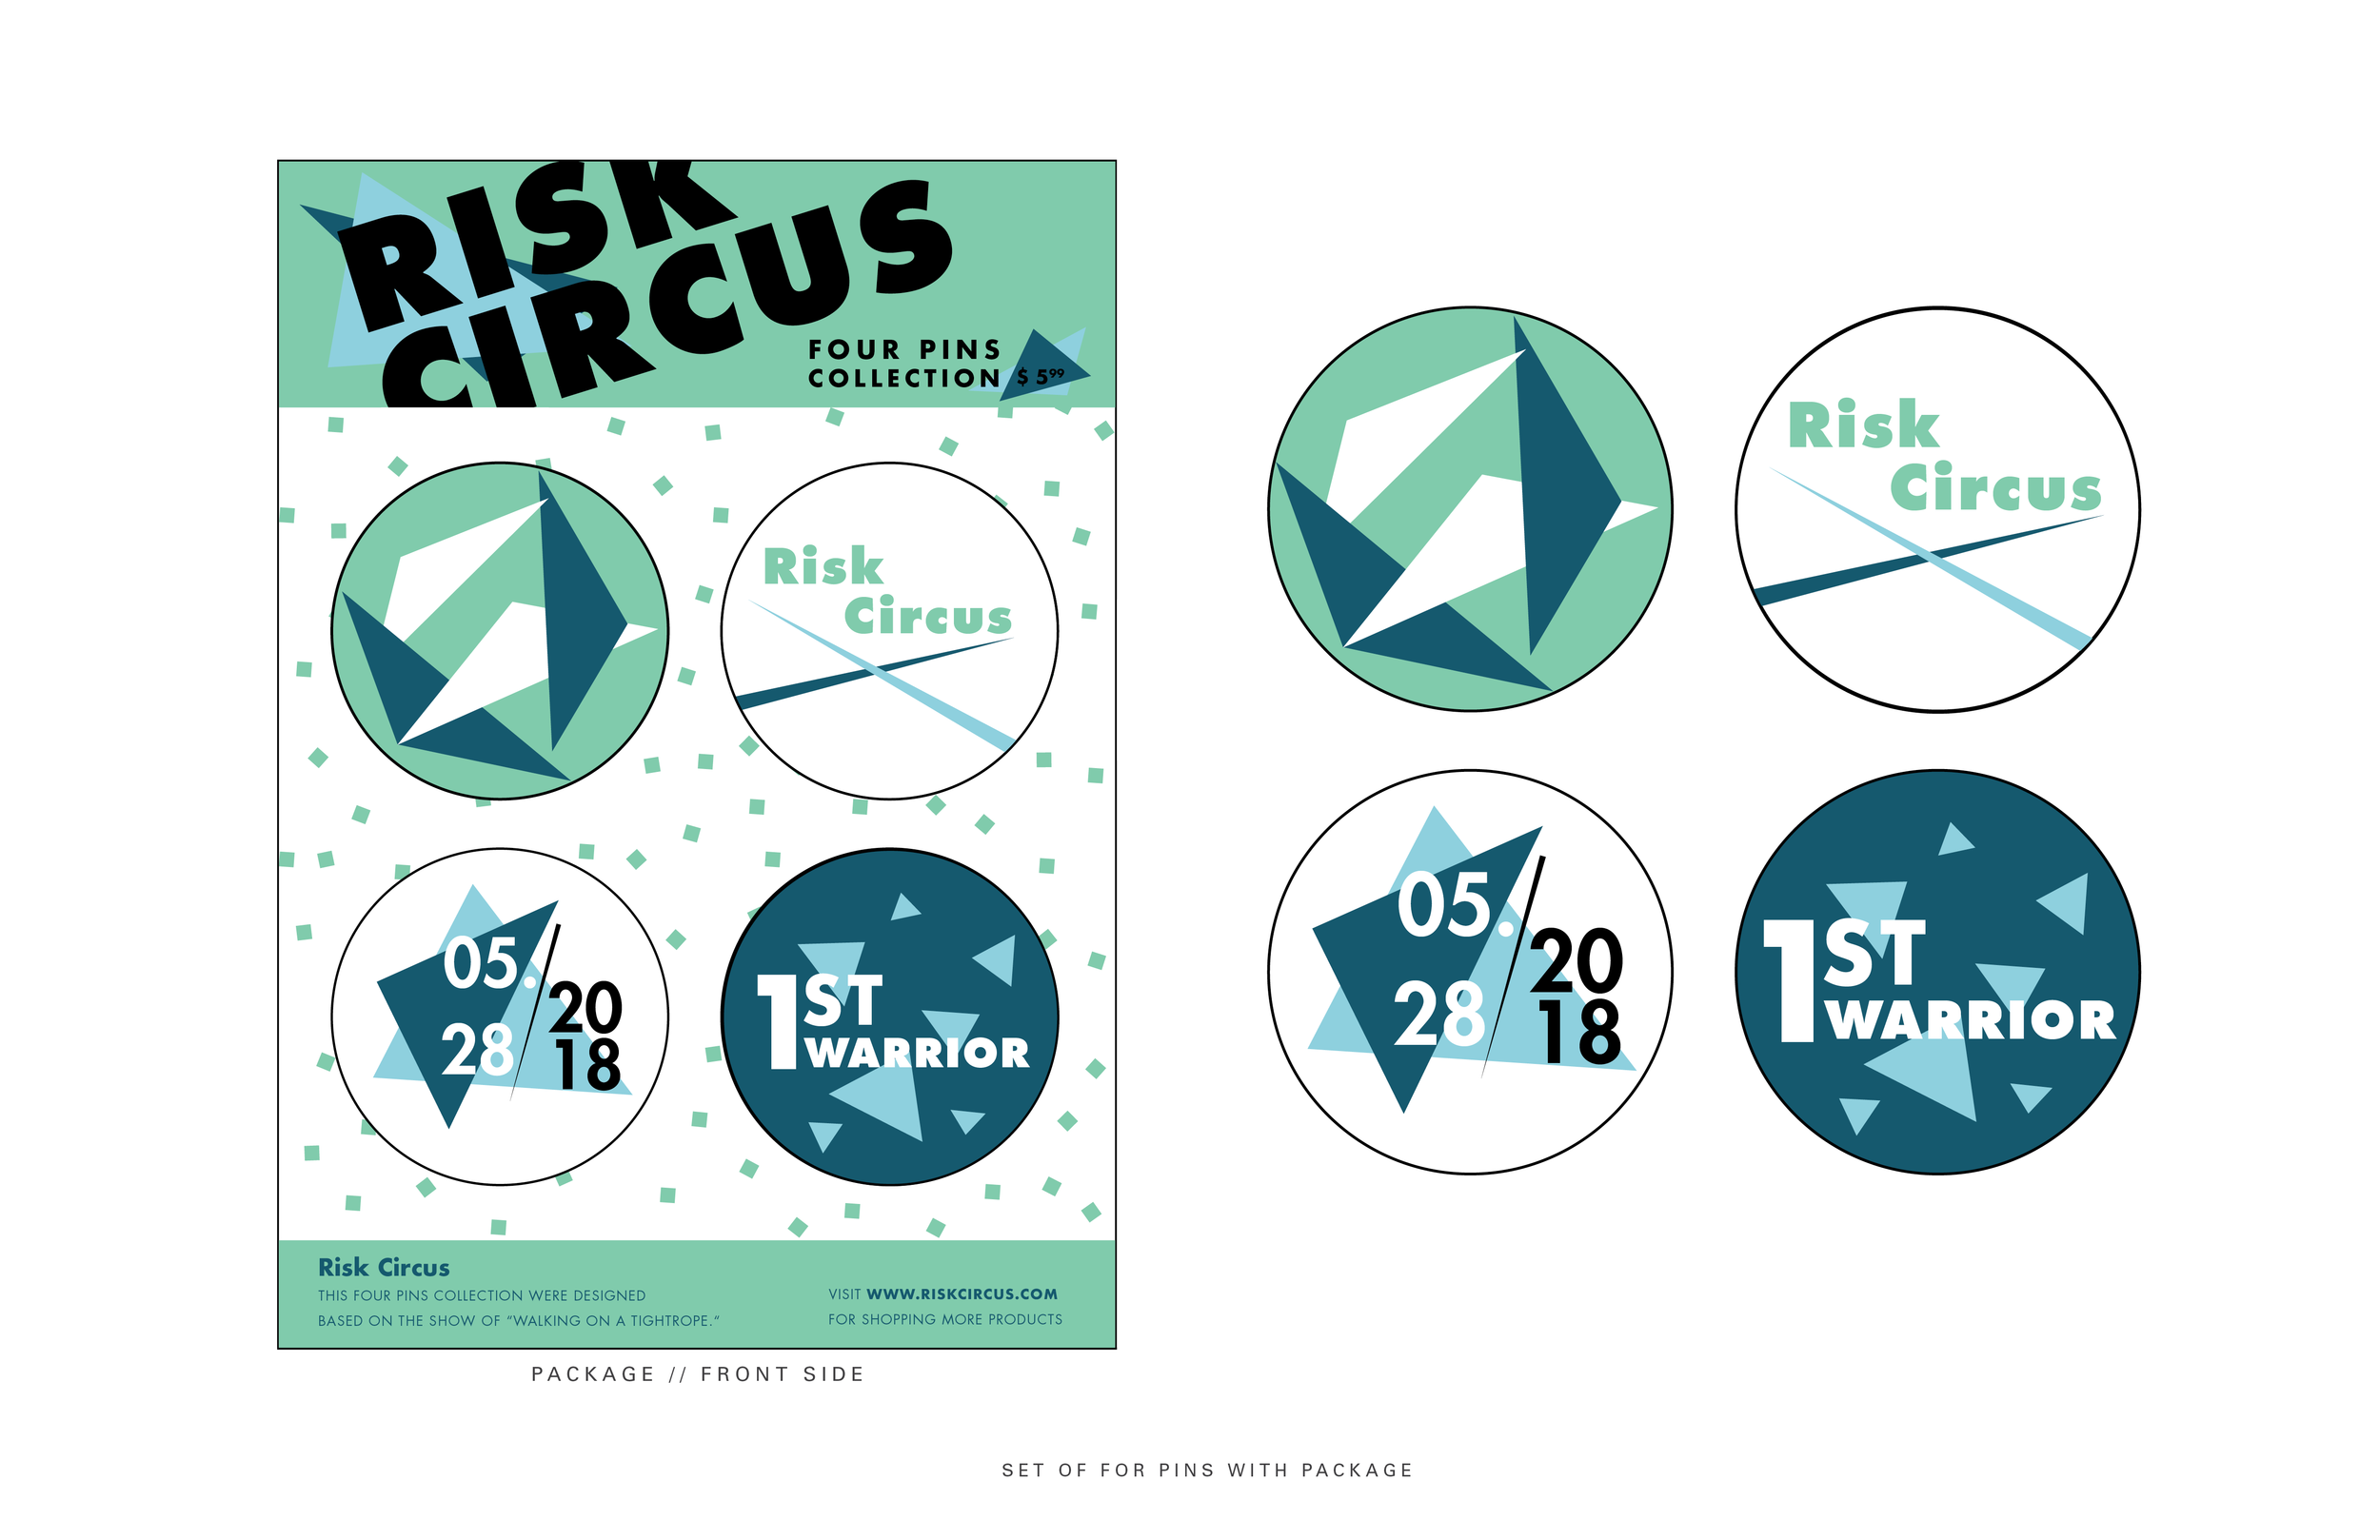 RISK
CIRCUS
FOUR PINS
COLLECTION $ 5⁹⁹
Risk
Circus
05.
28
20
18
1ST
WARRIOR
Risk Circus
THIS FOUR PINS COLLECTION WERE DESIGNED
BASED ON THE SHOW OF “WALKING ON A TIGHTROPE.”
VISIT WWW.RISKCIRCUS.COM
FOR SHOPPING MORE PRODUCTS
PACKAGE // FRONT SIDE
Risk
Circus
05.
28
20
18
1ST
WARRIOR
SET OF FOR PINS WITH PACKAGE